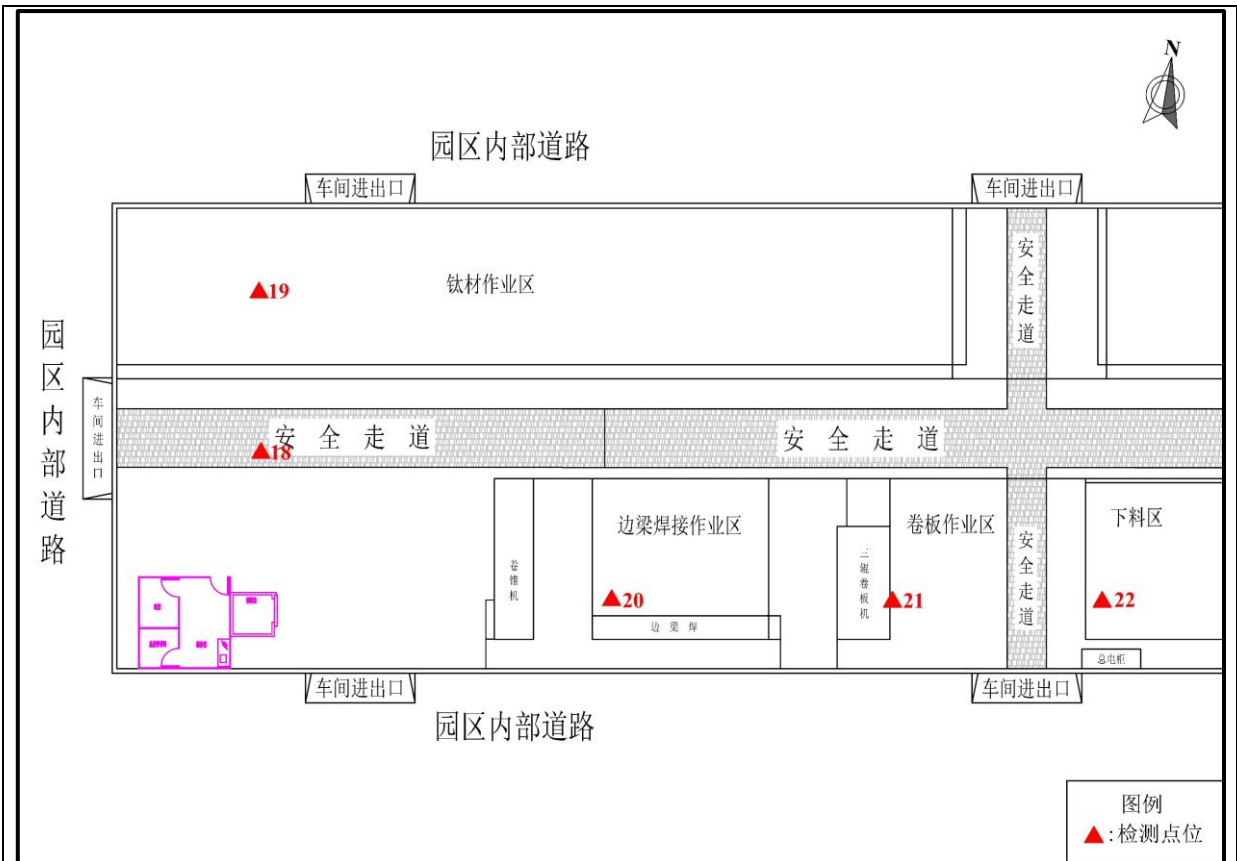 N
园区内部道路
车间进出口
车间进出口
安全走道
19
钛材作业区
园区内部道路
车间进出口
18
安全走道
安全走道
边梁焊接作业区
卷板作业区
下料区
卷锥机
三辊卷板机
安全走道
20
21
22
边梁焊
总电柜
车间进出口
车间进出口
园区内部道路
图例
:检测点位